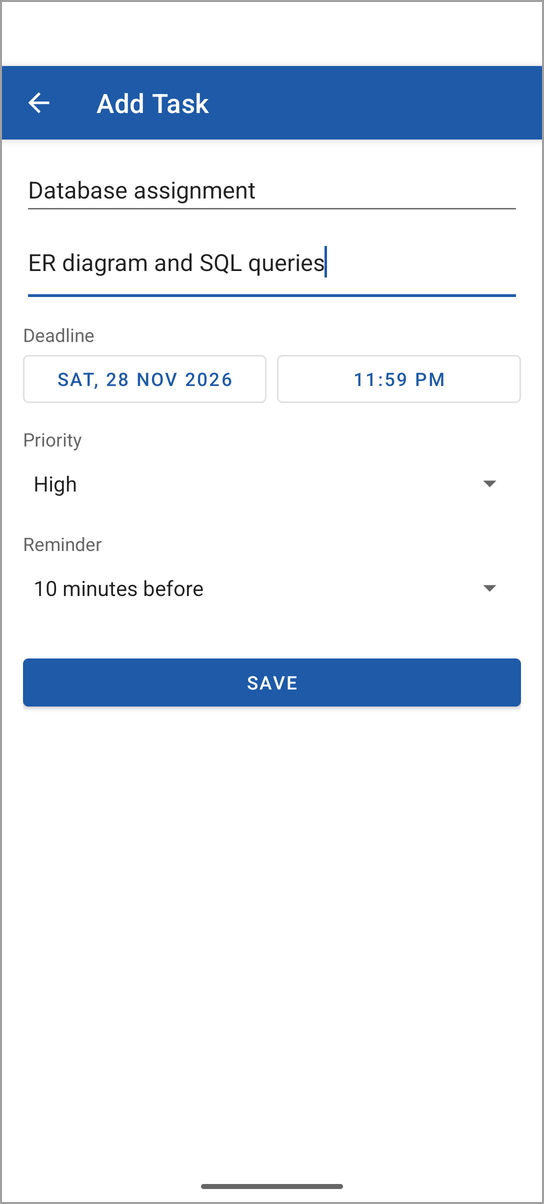 Add Task
Database assignment
ER diagram and SQL queries
Deadline
SAT, 28 NOV 2026 11:59 PM
Priority
High
Reminder
10 minutes before
SAVE